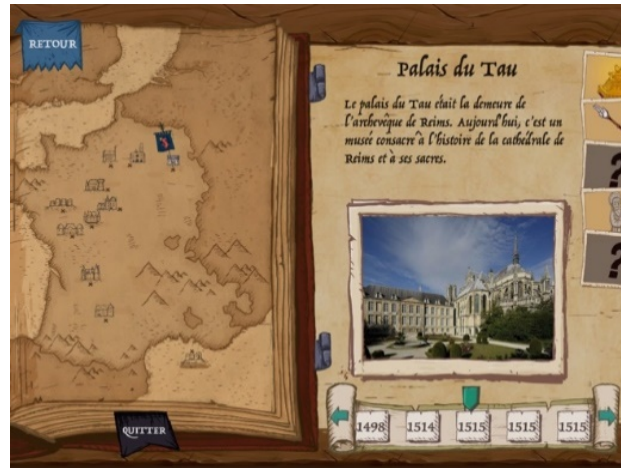 RETOUR
Palais du Tau
Le palais du Tau était la demeure de
l'archevêque de Reims. Aujourd'hui, c'est un
musée consacré à l'histoire de la cathédrale de
Reims et à ses sacres.
QUITTER
1498 1514 1515 1515 1515